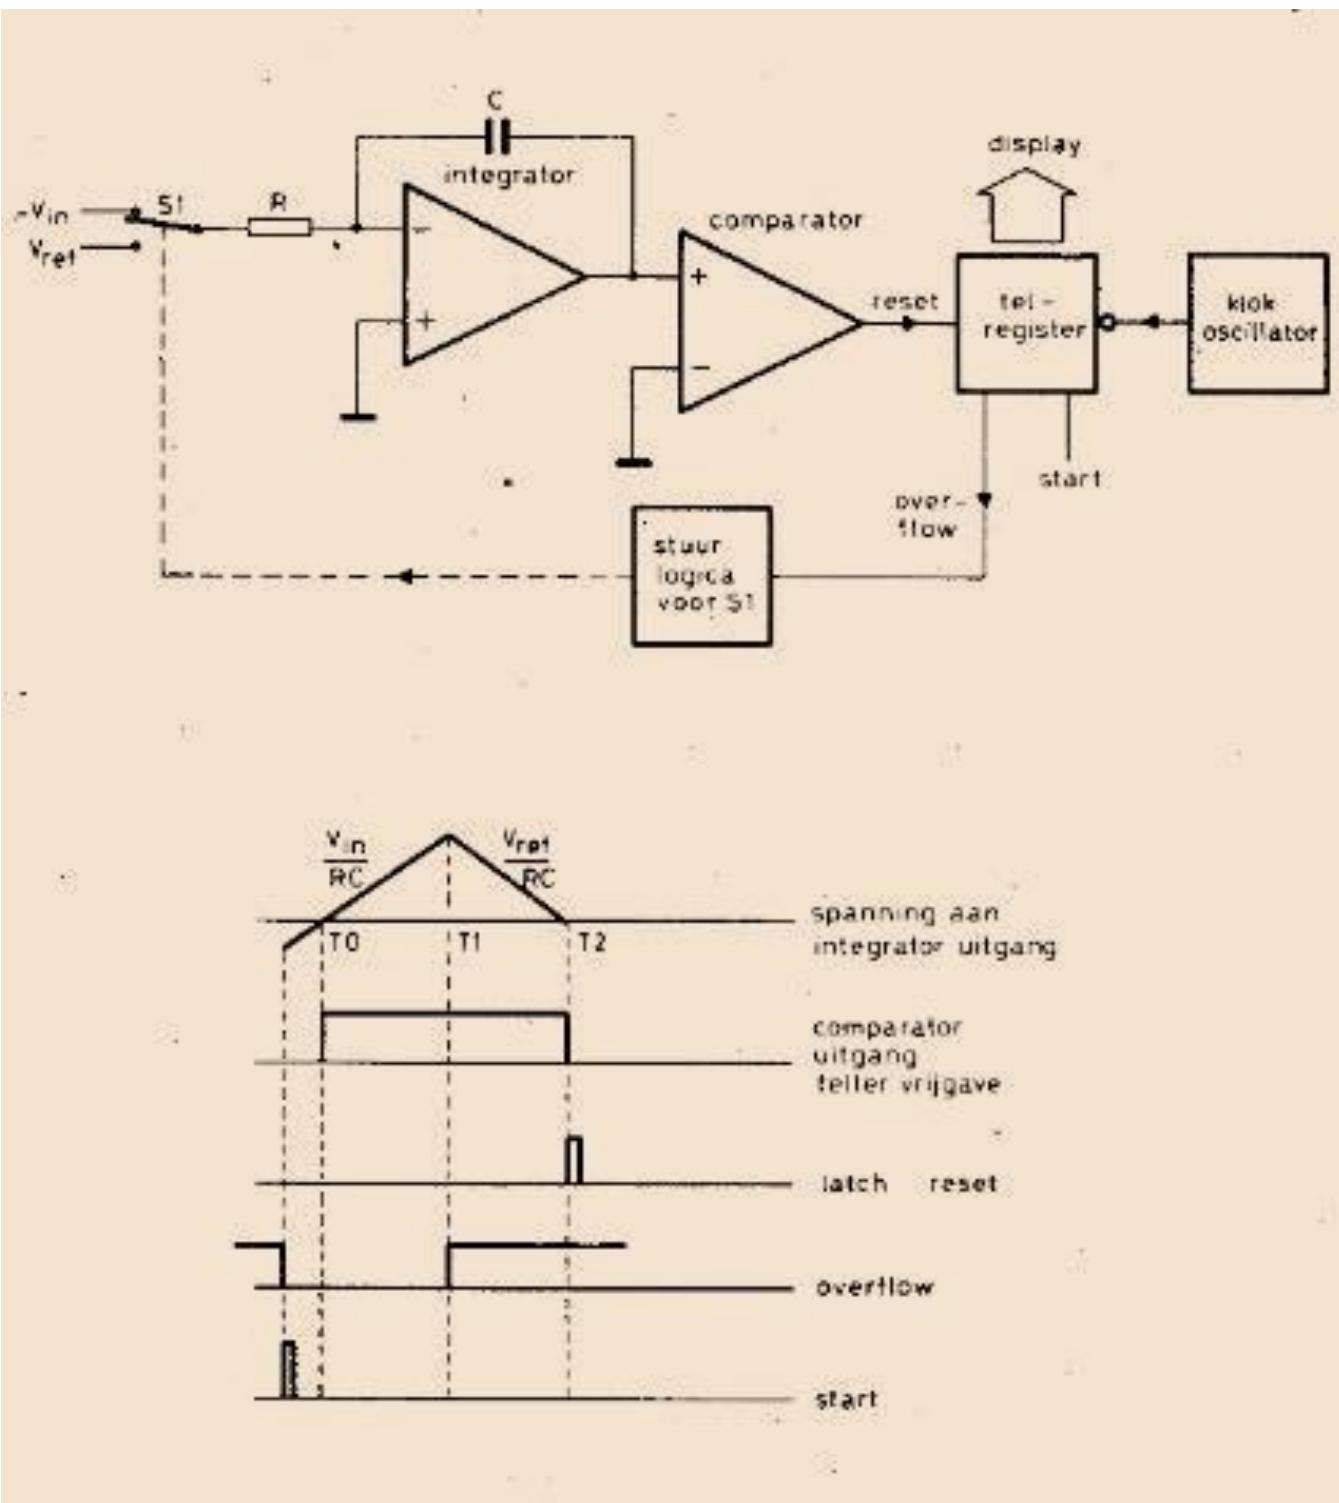 C
integrator
display
-Vin
S1
R
Vref
-
+
comparator
+
-
reset
tel-
register
klok
oscillator
over-
flow
start
stuur
logica
voor S1
Vin
RC
Vref
RC
T0
T1
T2
spanning aan
integrator uitgang
comparator
uitgang
teller vrijgave
latch reset
overflow
start